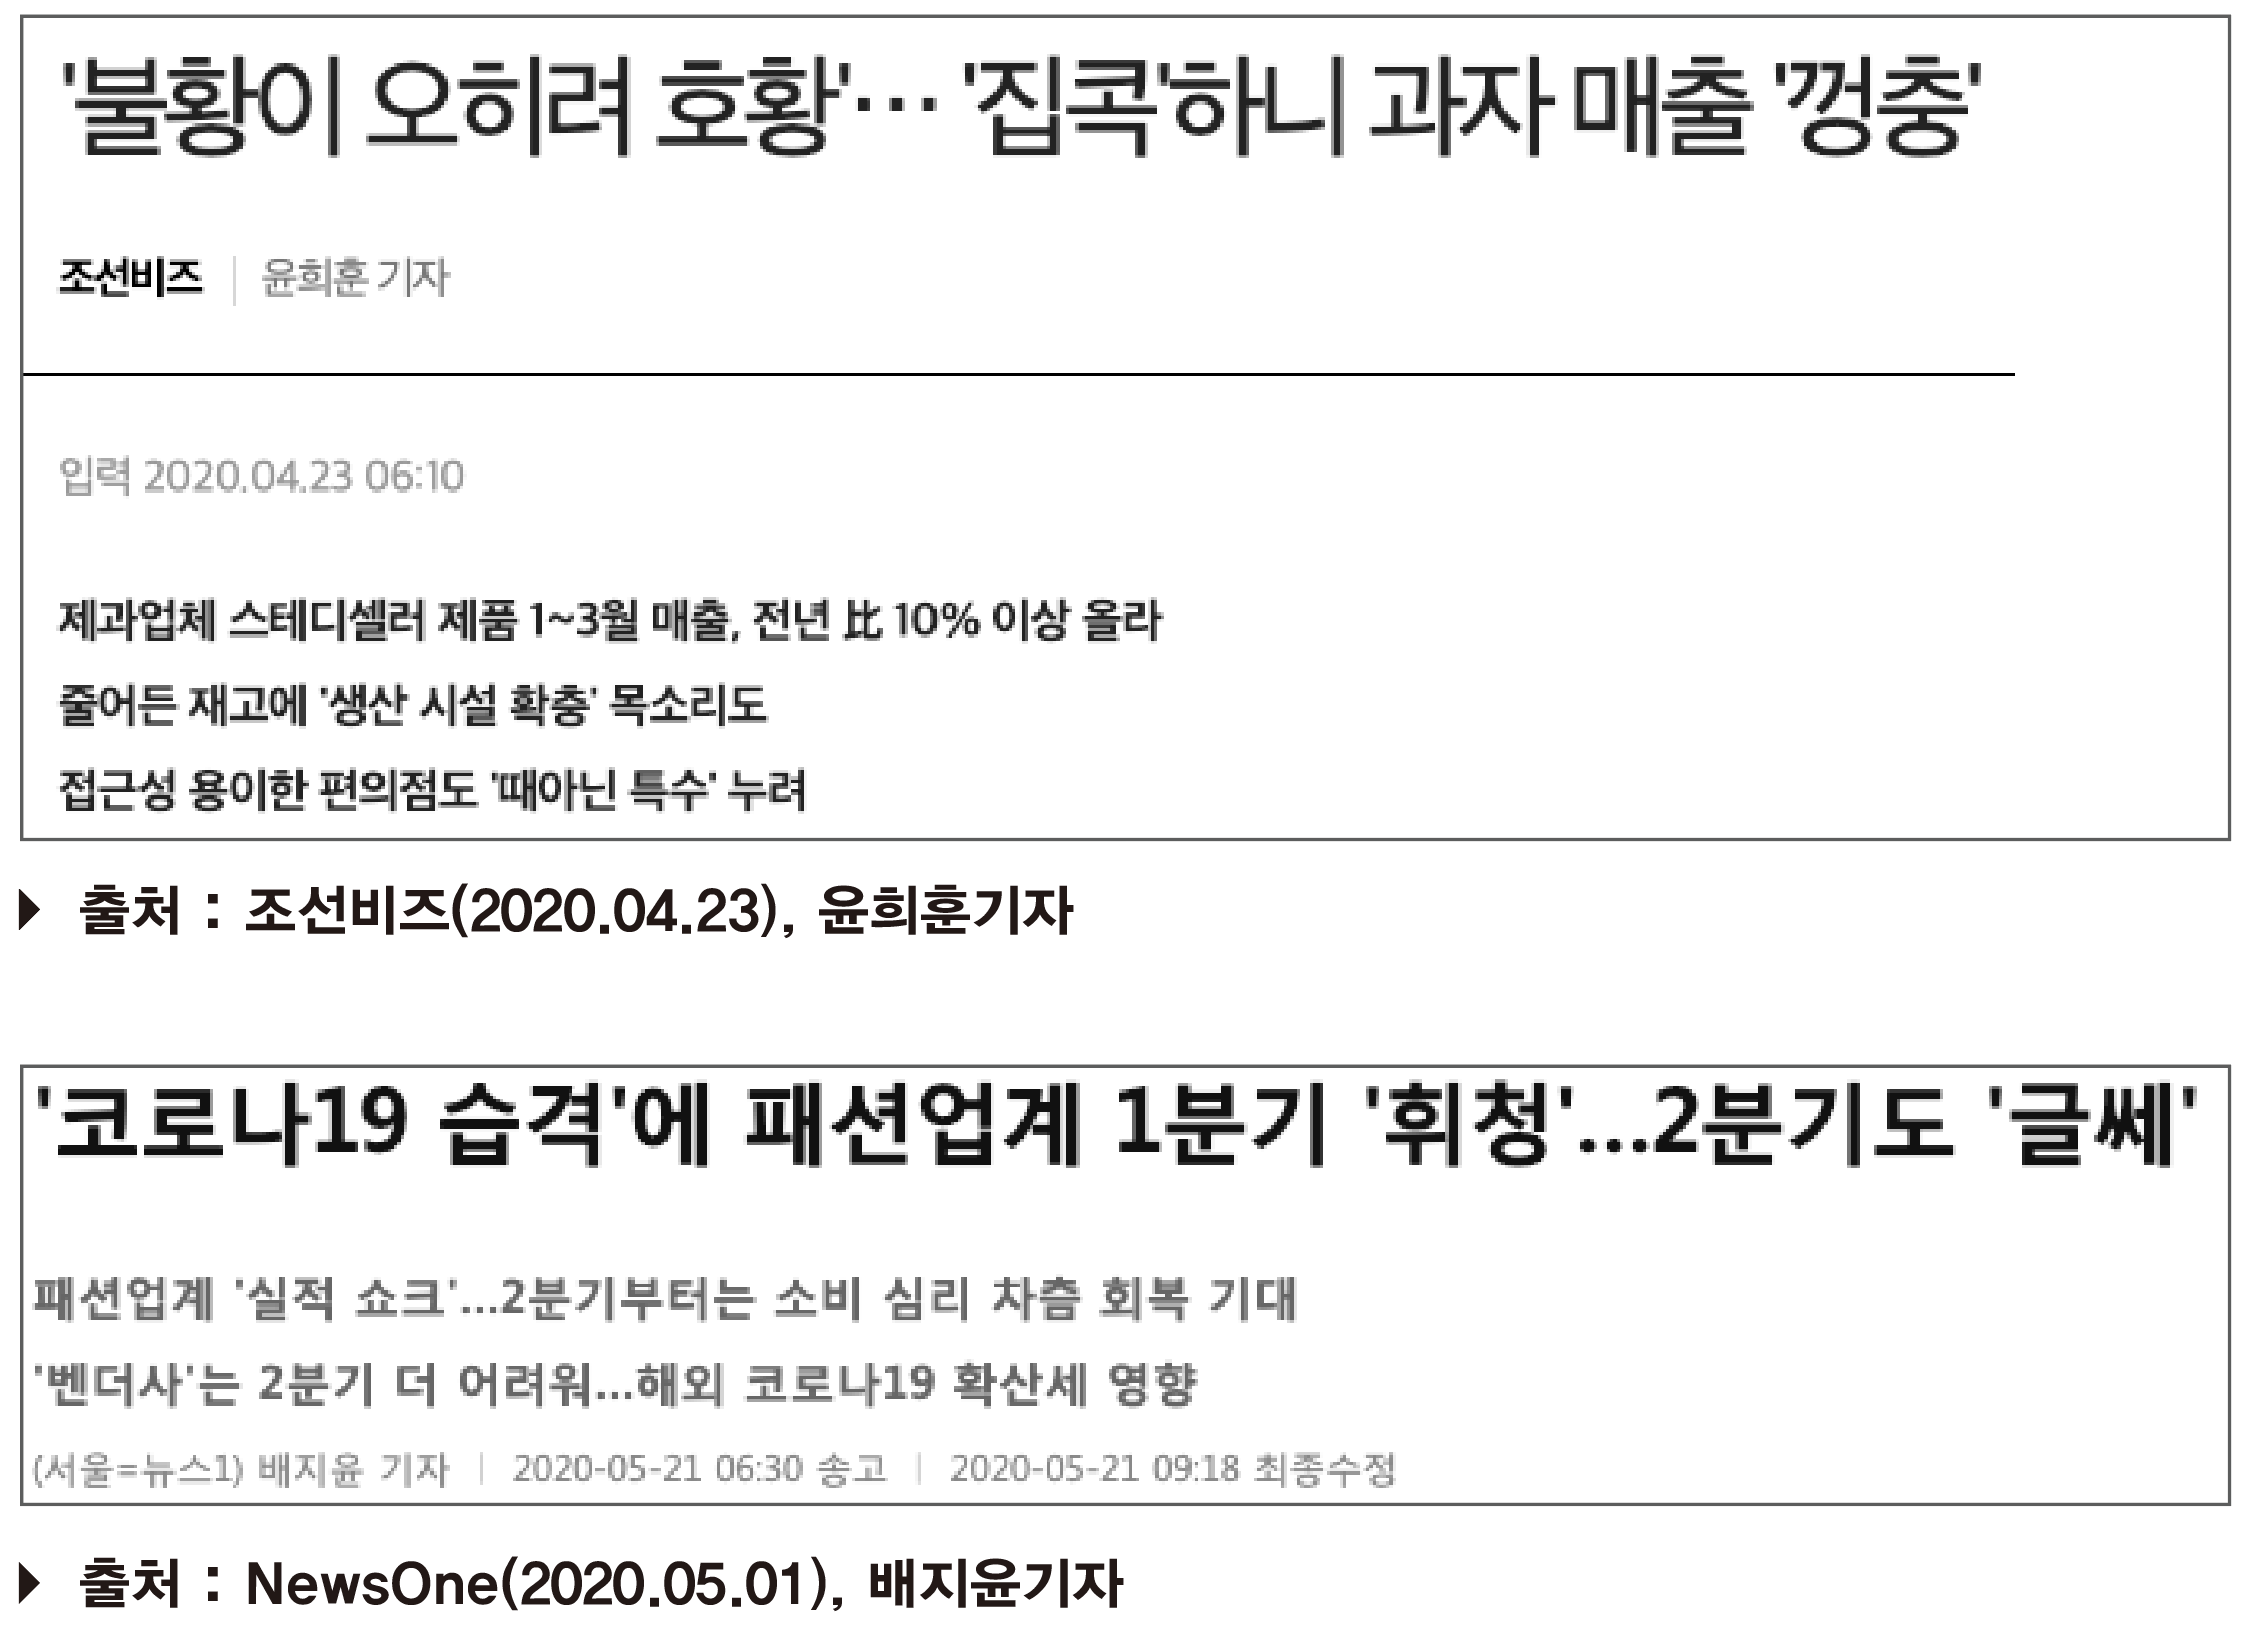 '불황이 오히려 호황'··· '집콕'하니 과자 매출 '껑충'
조선비즈 | 윤희훈 기자
입력 2020.04.23 06:10
제과업체 스테디셀러 제품 1~3월 매출, 전년 比 10% 이상 올라
줄어든 재고에 '생산 시설 확충' 목소리도
접근성 용이한 편의점도 '때아닌 특수' 누려
▶ 출처 : 조선비즈(2020.04.23), 윤희훈기자
'코로나19 습격'에 패션업계 1분기 '휘청'...2분기도 '글쎄'
패션업계 '실적 쇼크'...2분기부터는 소비 심리 차츰 회복 기대
'벤더사'는 2분기 더 어려워...해외 코로나19 확산세 영향
(서울=뉴스1) 배지윤 기자 | 2020-05-21 06:30 송고 | 2020-05-21 09:18 최종수정
▶ 출처 : NewsOne(2020.05.01), 배지윤기자